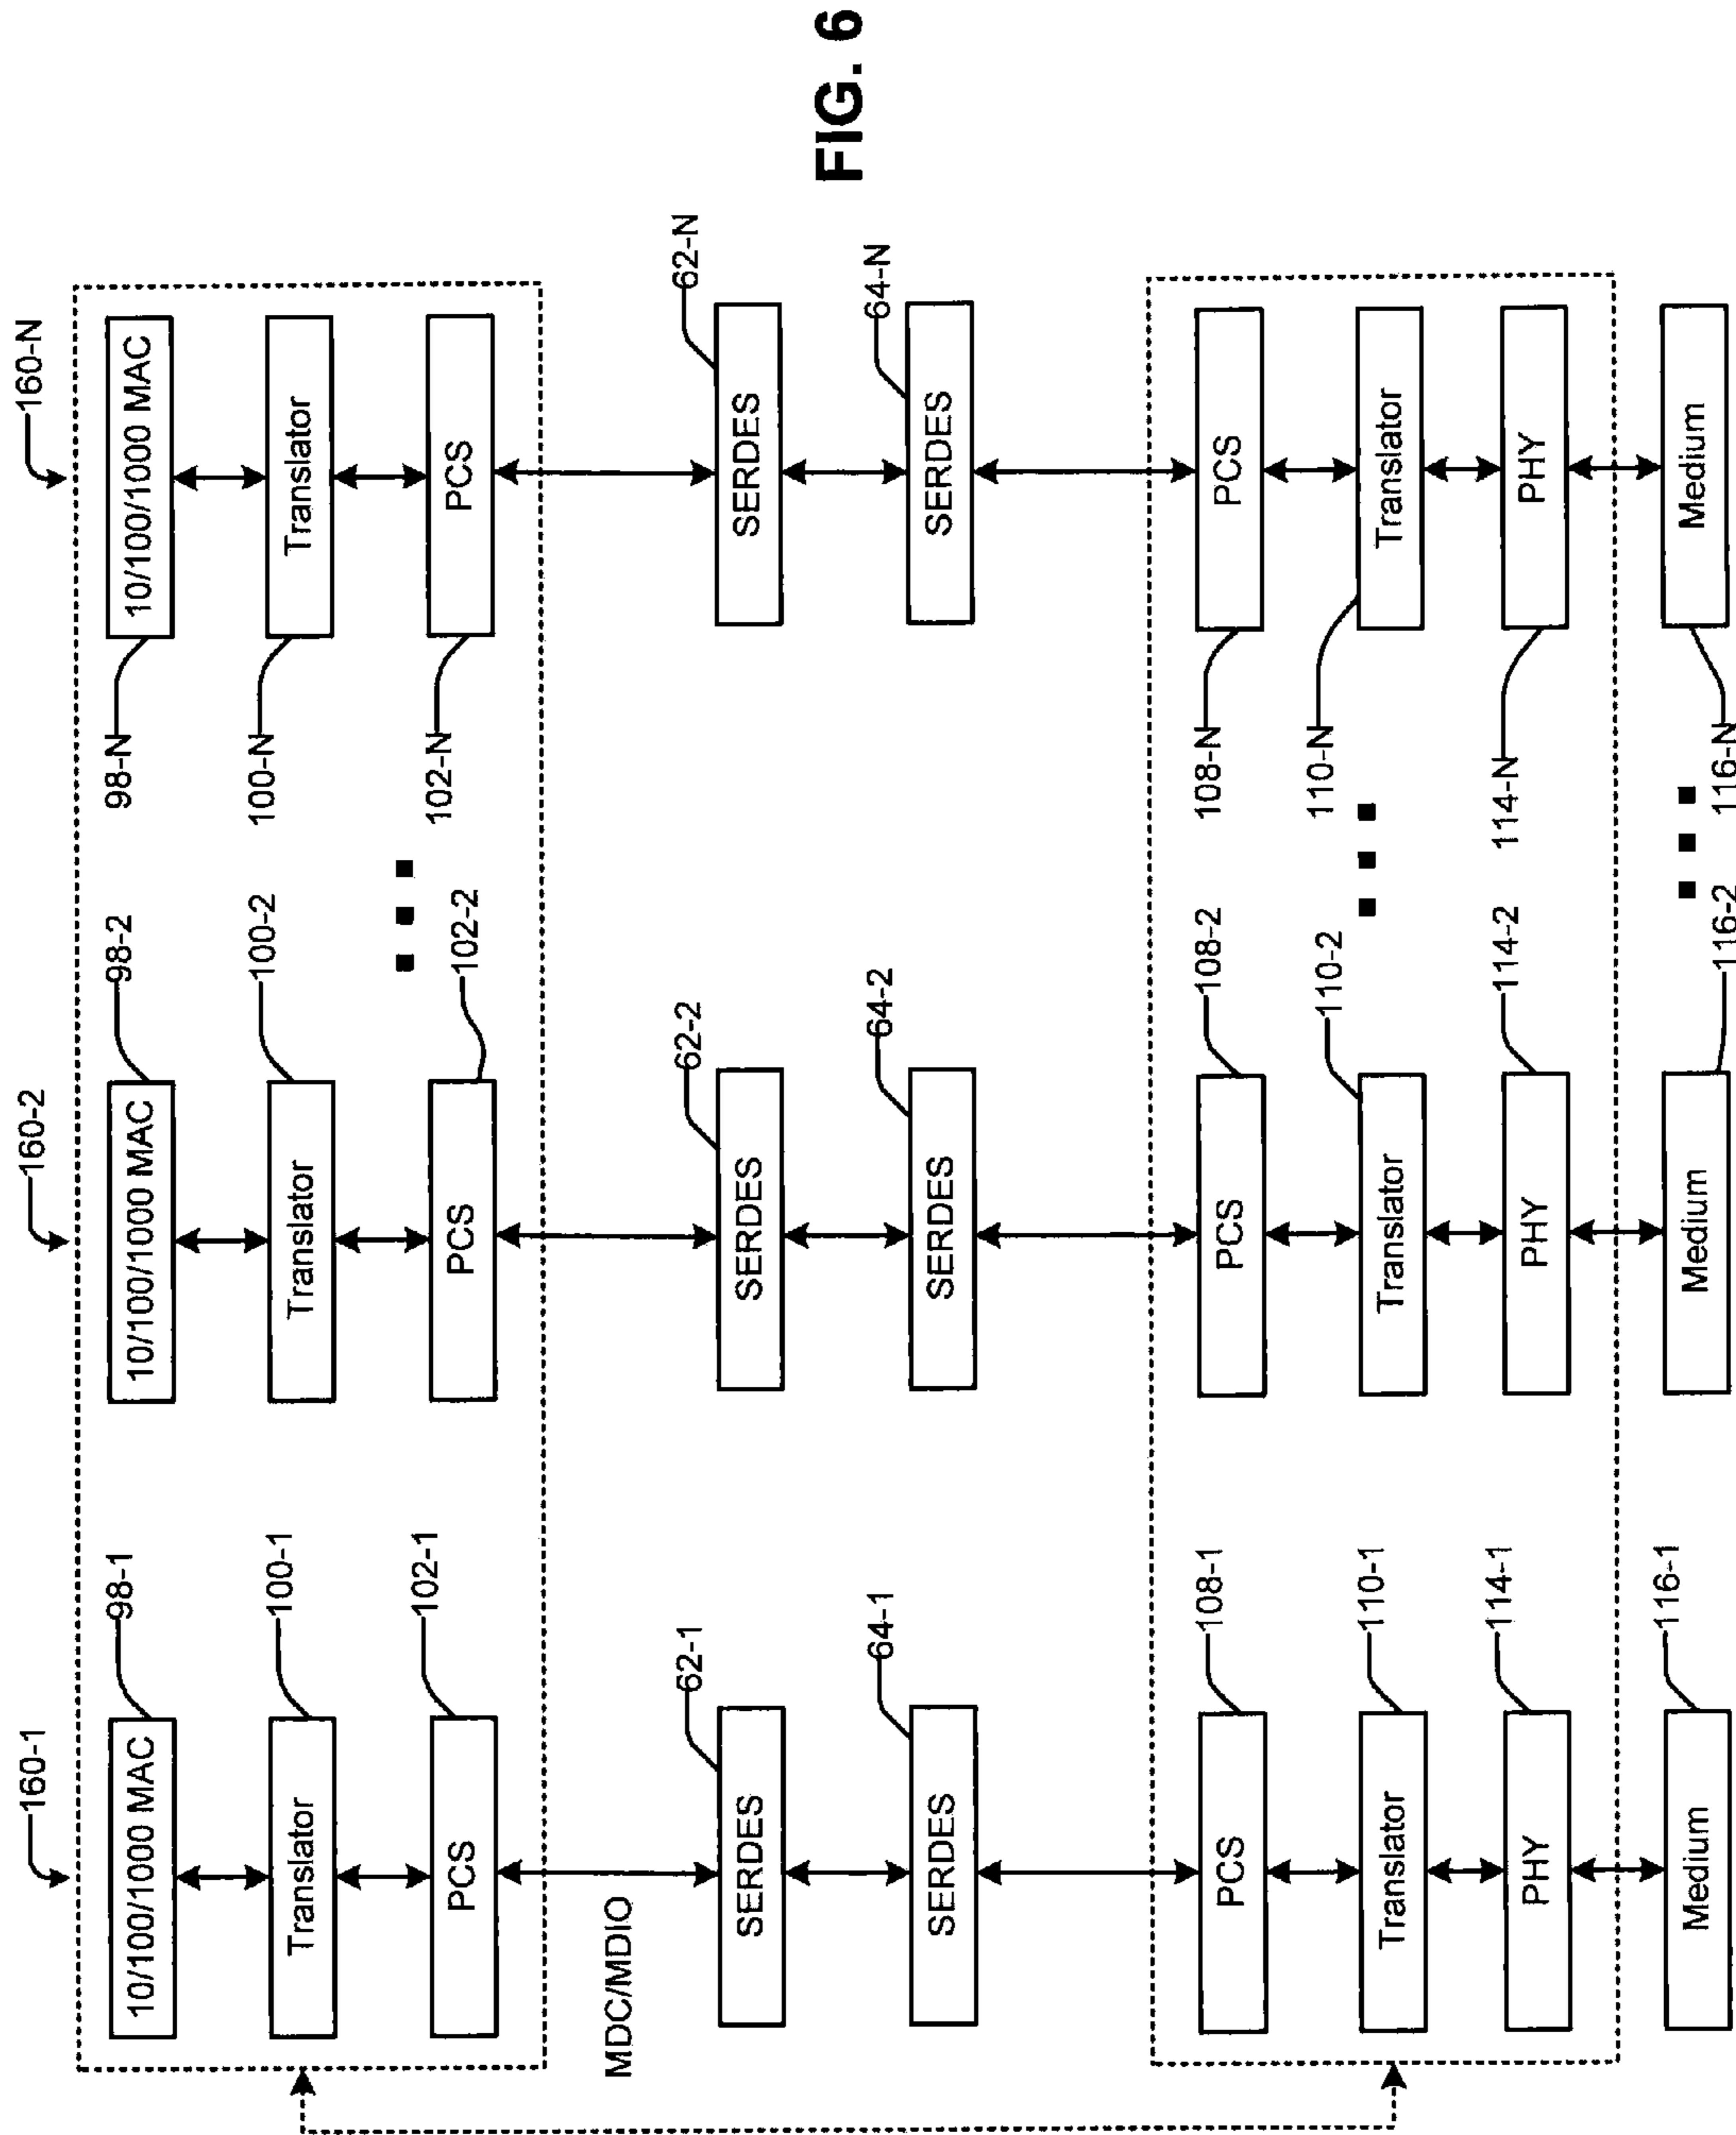 160-1
160-2
160-N
10/100/1000 MAC
98-1
10/100/1000 MAC
98-2
98-N
10/100/1000 MAC
Translator
100-1
Translator
100-2
100-N
Translator
PCS
102-1
PCS
102-2
102-N
PCS
MDC/MDIO
62-1
62-2
62-N
SERDES
SERDES
SERDES
64-1
64-2
64-N
SERDES
SERDES
SERDES
PCS
108-1
PCS
108-2
108-N
PCS
Translator
110-1
Translator
110-2
110-N
Translator
PHY
114-1
PHY
114-2
114-N
PHY
Medium
116-1
Medium
116-2
116-N
Medium
FIG. 6